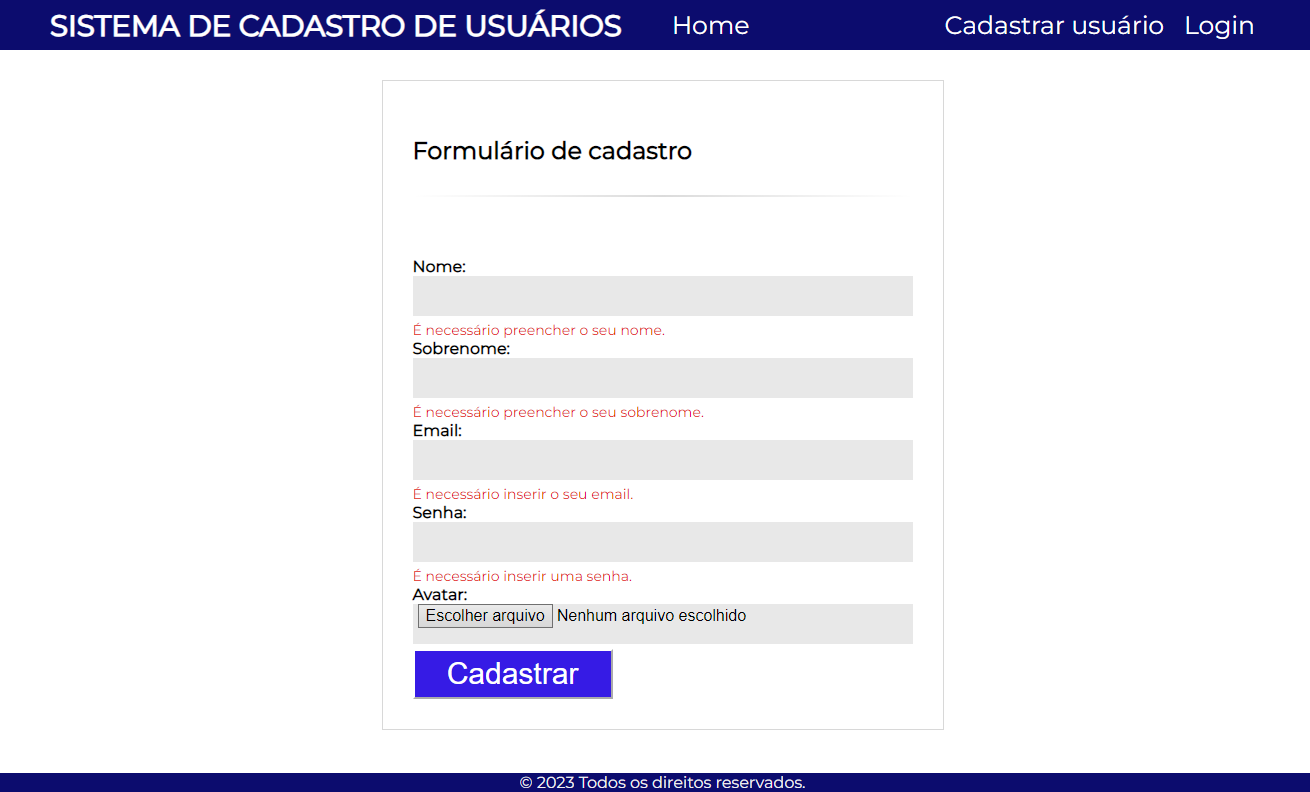 SISTEMA DE CADASTRO DE USUÁRIOS Home Cadastrar usuário Login
Formulário de cadastro
Nome:
É necessário preencher o seu nome.
Sobrenome:
É necessário preencher o seu sobrenome.
Email:
É necessário inserir o seu email.
Senha:
É necessário inserir uma senha.
Avatar:
Escolher arquivo Nenhum arquivo escolhido
Cadastrar
© 2023 Todos os direitos reservados.